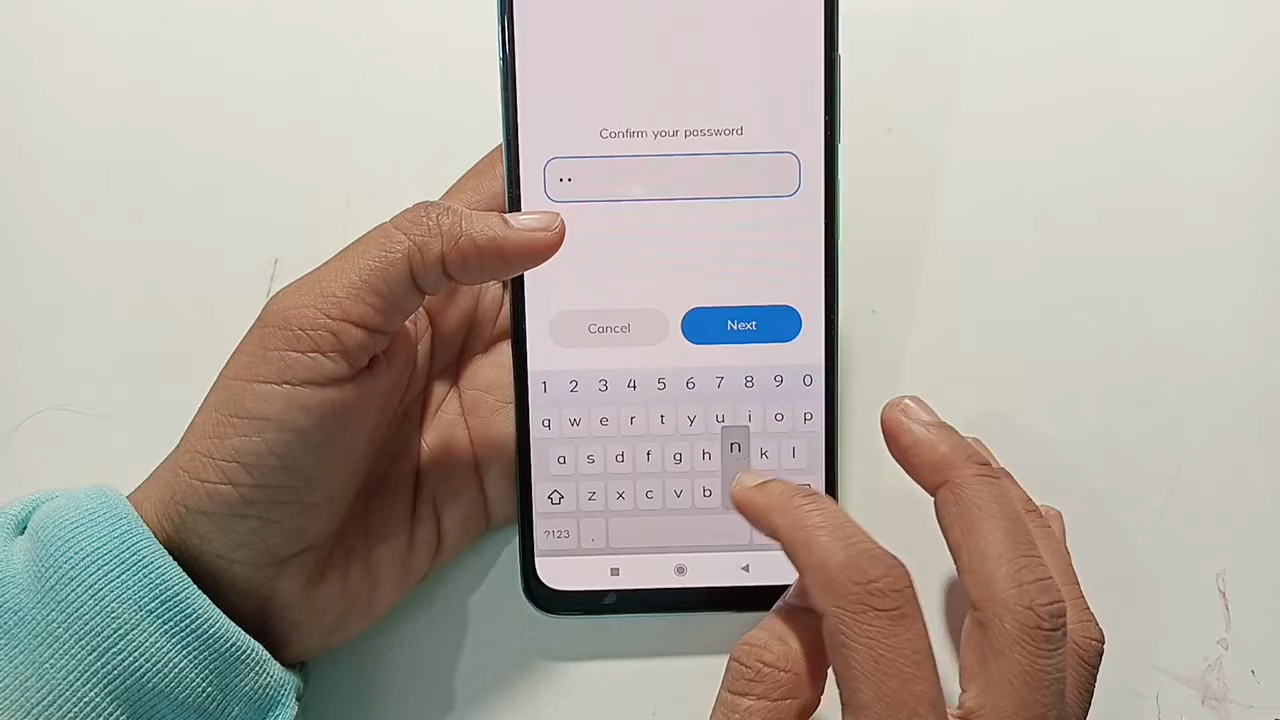 Confirm your password
••
Cancel Next
1 2 3 4 5 6 7 8 9 0
q w e r t y u i o p
a s d f g h n k l
z x c v b
?123 ,